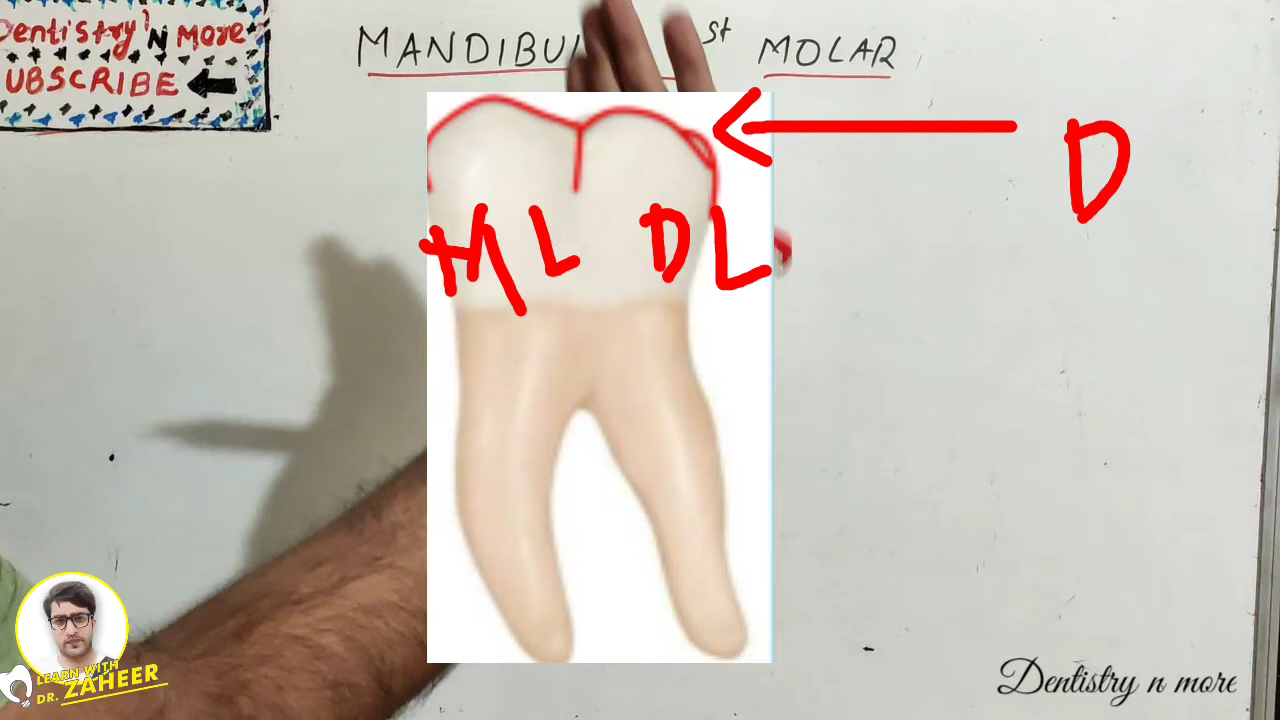 Dentistry 'N More
UBSCRIBE
MANDIBU st MOLAR
D
ML DL
LEARN WITH
DR. ZAHEER
Dentistry n more